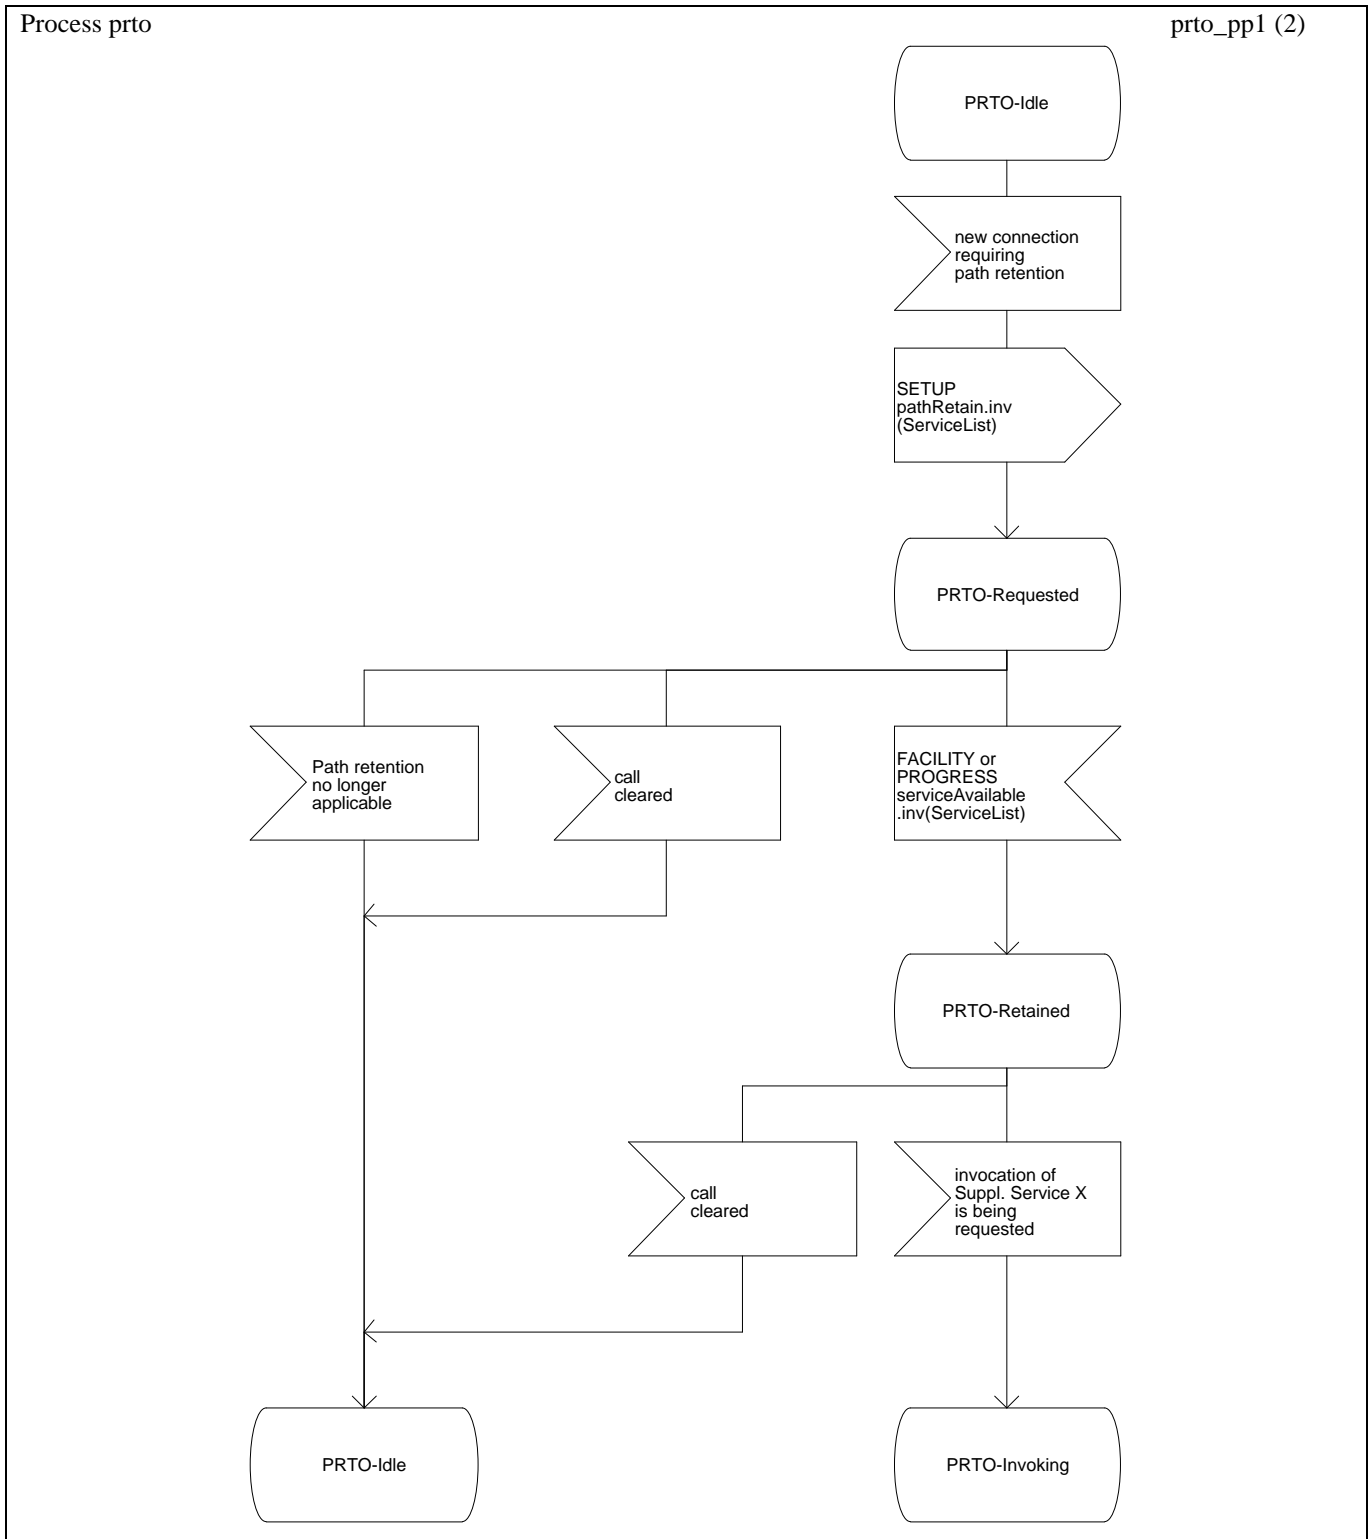 Process prto
prto_pp1 (2)
PRTO-Idle
new connection
requiring
path retention
SETUP
pathRetain.inv
(ServiceList)
PRTO-Requested
Path retention
no longer
applicable
call
cleared
FACILITY or
PROGRESS
serviceAvailable
.inv(ServiceList)
PRTO-Retained
call
cleared
invocation of
Suppl. Service X
is being
requested
PRTO-Idle
PRTO-Invoking